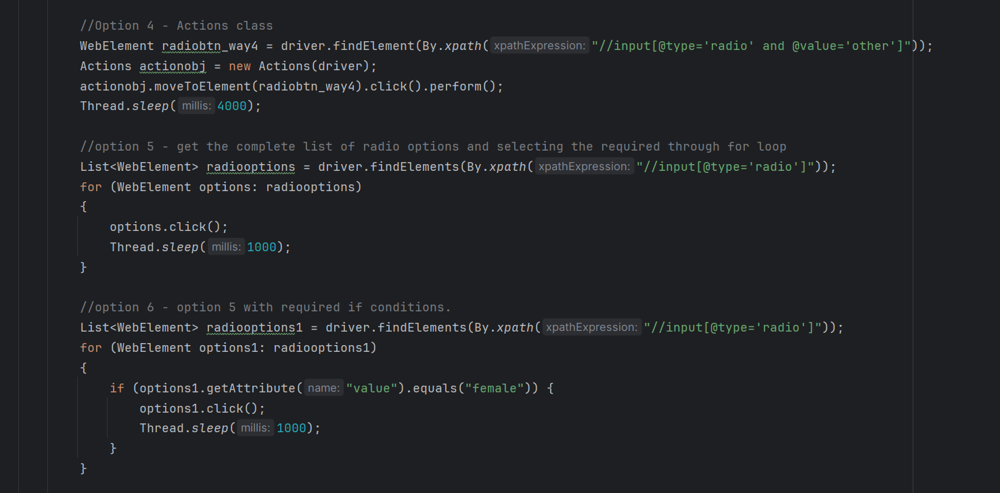 //Option 4 - Actions class
WebElement radiobtn_way4 = driver.findElement(By.xpath( xpathExpression: "//input[@type='radio' and @value='other']"));
Actions actionobj = new Actions(driver);
actionobj.moveToElement(radiobtn_way4).click().perform();
Thread.sleep( millis: 4000);
//option 5 - get the complete list of radio options and selecting the required through for loop
List<WebElement> radiooptions = driver.findElements(By.xpath( xpathExpression: "//input[@type='radio']"));
for (WebElement options: radiooptions)
{
options.click();
Thread.sleep( millis: 1000);
}
//option 6 - option 5 with required if conditions.
List<WebElement> radiooptions1 = driver.findElements(By.xpath( xpathExpression: "//input[@type='radio']"));
for (WebElement options1: radiooptions1)
{
if (options1.getAttribute( name: "value").equals("female")) {
options1.click();
Thread.sleep( millis: 1000);
}
}